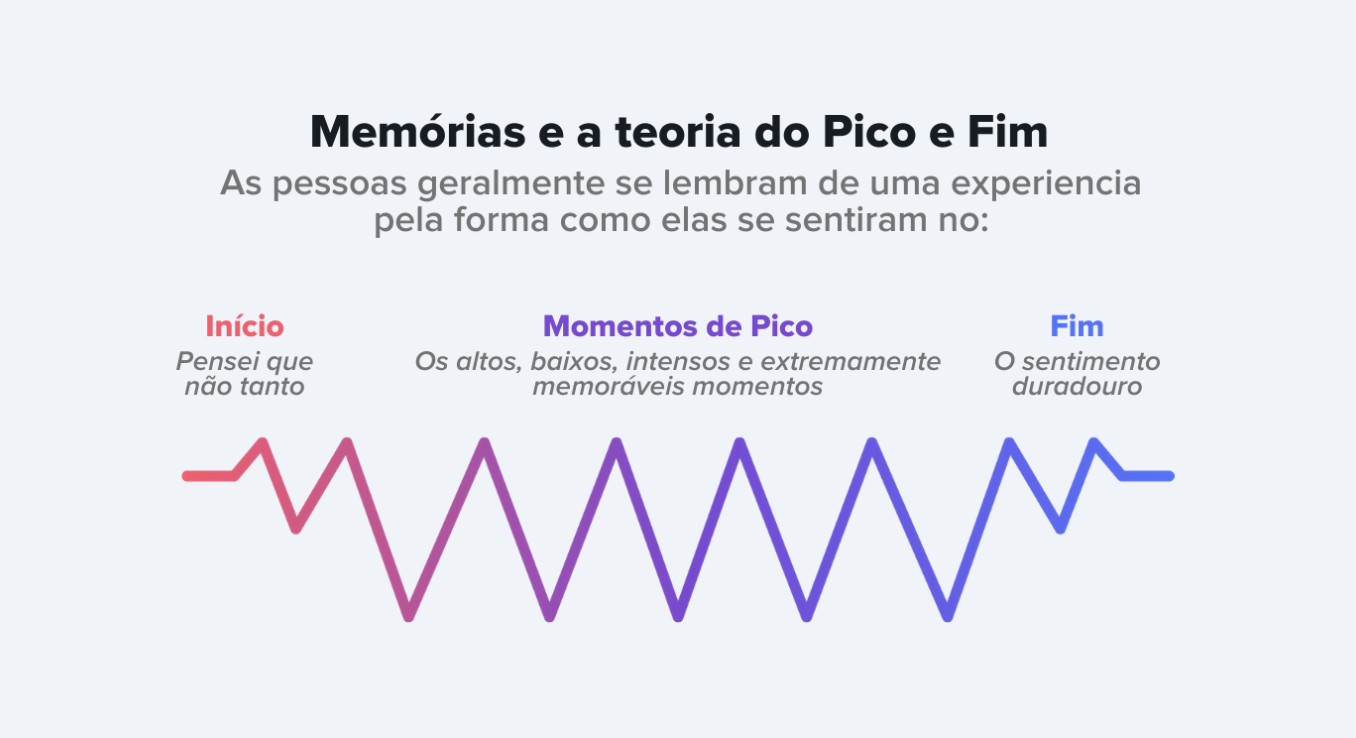 Memórias e a teoria do Pico e Fim
As pessoas geralmente se lembram de uma experiencia
pela forma como elas se sentiram no:
Início
Pensei que
não tanto
Momentos de Pico
Os altos, baixos, intensos e extremamente
memoráveis momentos
Fim
O sentimento
duradouro